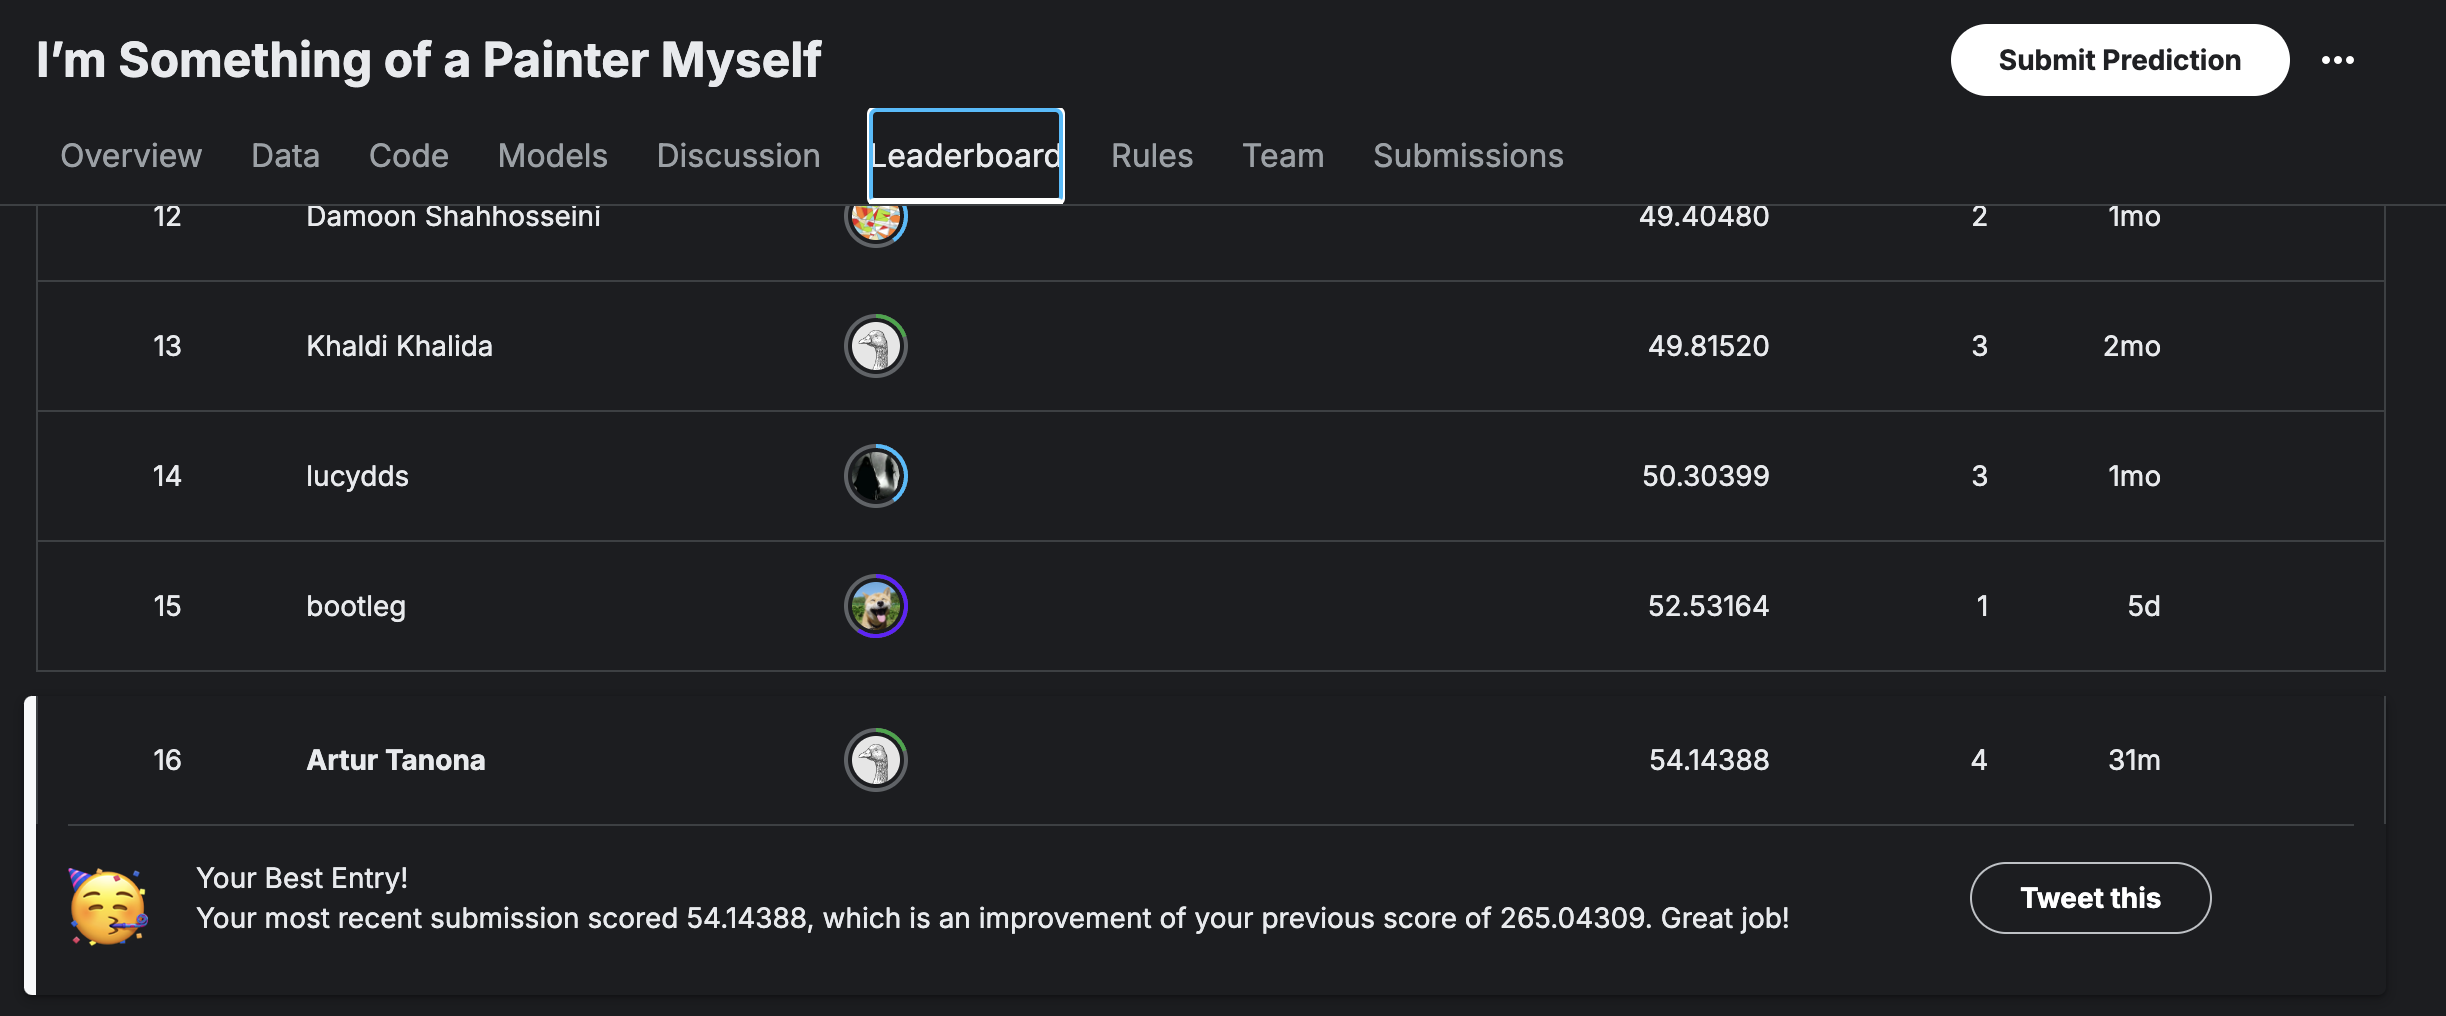 I’m Something of a Painter Myself
Submit Prediction
Overview Data Code Models Discussion Leaderboard Rules Team Submissions
12 Damoon Shahhosseini 49.40480 2 1mo
13 Khaldi Khalida 49.81520 3 2mo
14 lucydds 50.30399 3 1mo
15 bootleg 52.53164 1 5d
16 Artur Tanona 54.14388 4 31m
Your Best Entry!
Your most recent submission scored 54.14388, which is an improvement of your previous score of 265.04309. Great job!
Tweet this